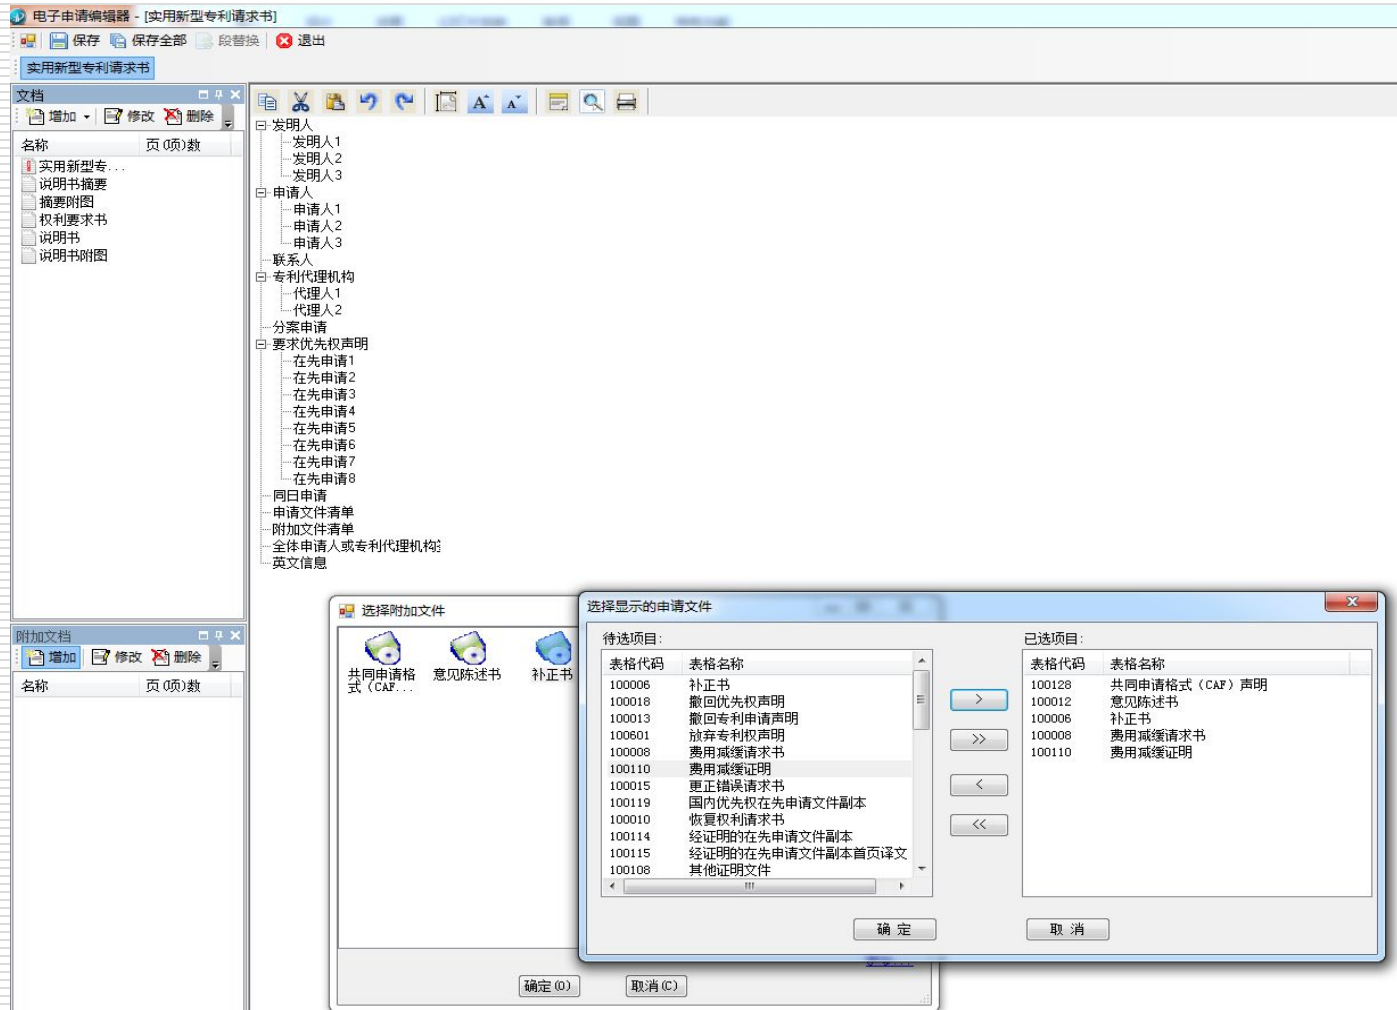 电子申请编辑器 - [实用新型专利请求书]
保存 保存全部 段替换 退出
实用新型专利请求书
文档
增加 修改 删除
名称 页(项)数
实用新型专...
说明书摘要
摘要附图
权利要求书
说明书
说明书附图
附加文档
增加 修改 删除
名称 页(项)数
发明人
发明人1
发明人2
发明人3
申请人
申请人1
申请人2
申请人3
联系人
专利代理机构
代理人1
代理人2
分案申请
要求优先权声明
在先申请1
在先申请2
在先申请3
在先申请4
在先申请5
在先申请6
在先申请7
在先申请8
同日申请
申请文件清单
附加文件清单
全体申请人或专利代理机构
英文信息
选择附加文件
共同申请格式(CAF...
意见陈述书
补正书
确定(O) 取消(C)
选择显示的申请文件
待选项目:
表格代码 表格名称
100006 补正书
100018 撤回优先权声明
100013 撤回专利申请声明
100601 放弃专利权声明
100008 费用减缓请求书
100110 费用减缓证明
100015 更正错误请求书
100119 国内优先权在先申请文件副本
100010 恢复权利请求书
100114 经证明的在先申请文件副本
100115 经证明的在先申请文件副本首页译文
100108 其他证明文件
>
>>
<
<<
已选项目:
表格代码 表格名称
100128 共同申请格式(CAF)声明
100012 意见陈述书
100006 补正书
100008 费用减缓请求书
100110 费用减缓证明
确 定 取 消